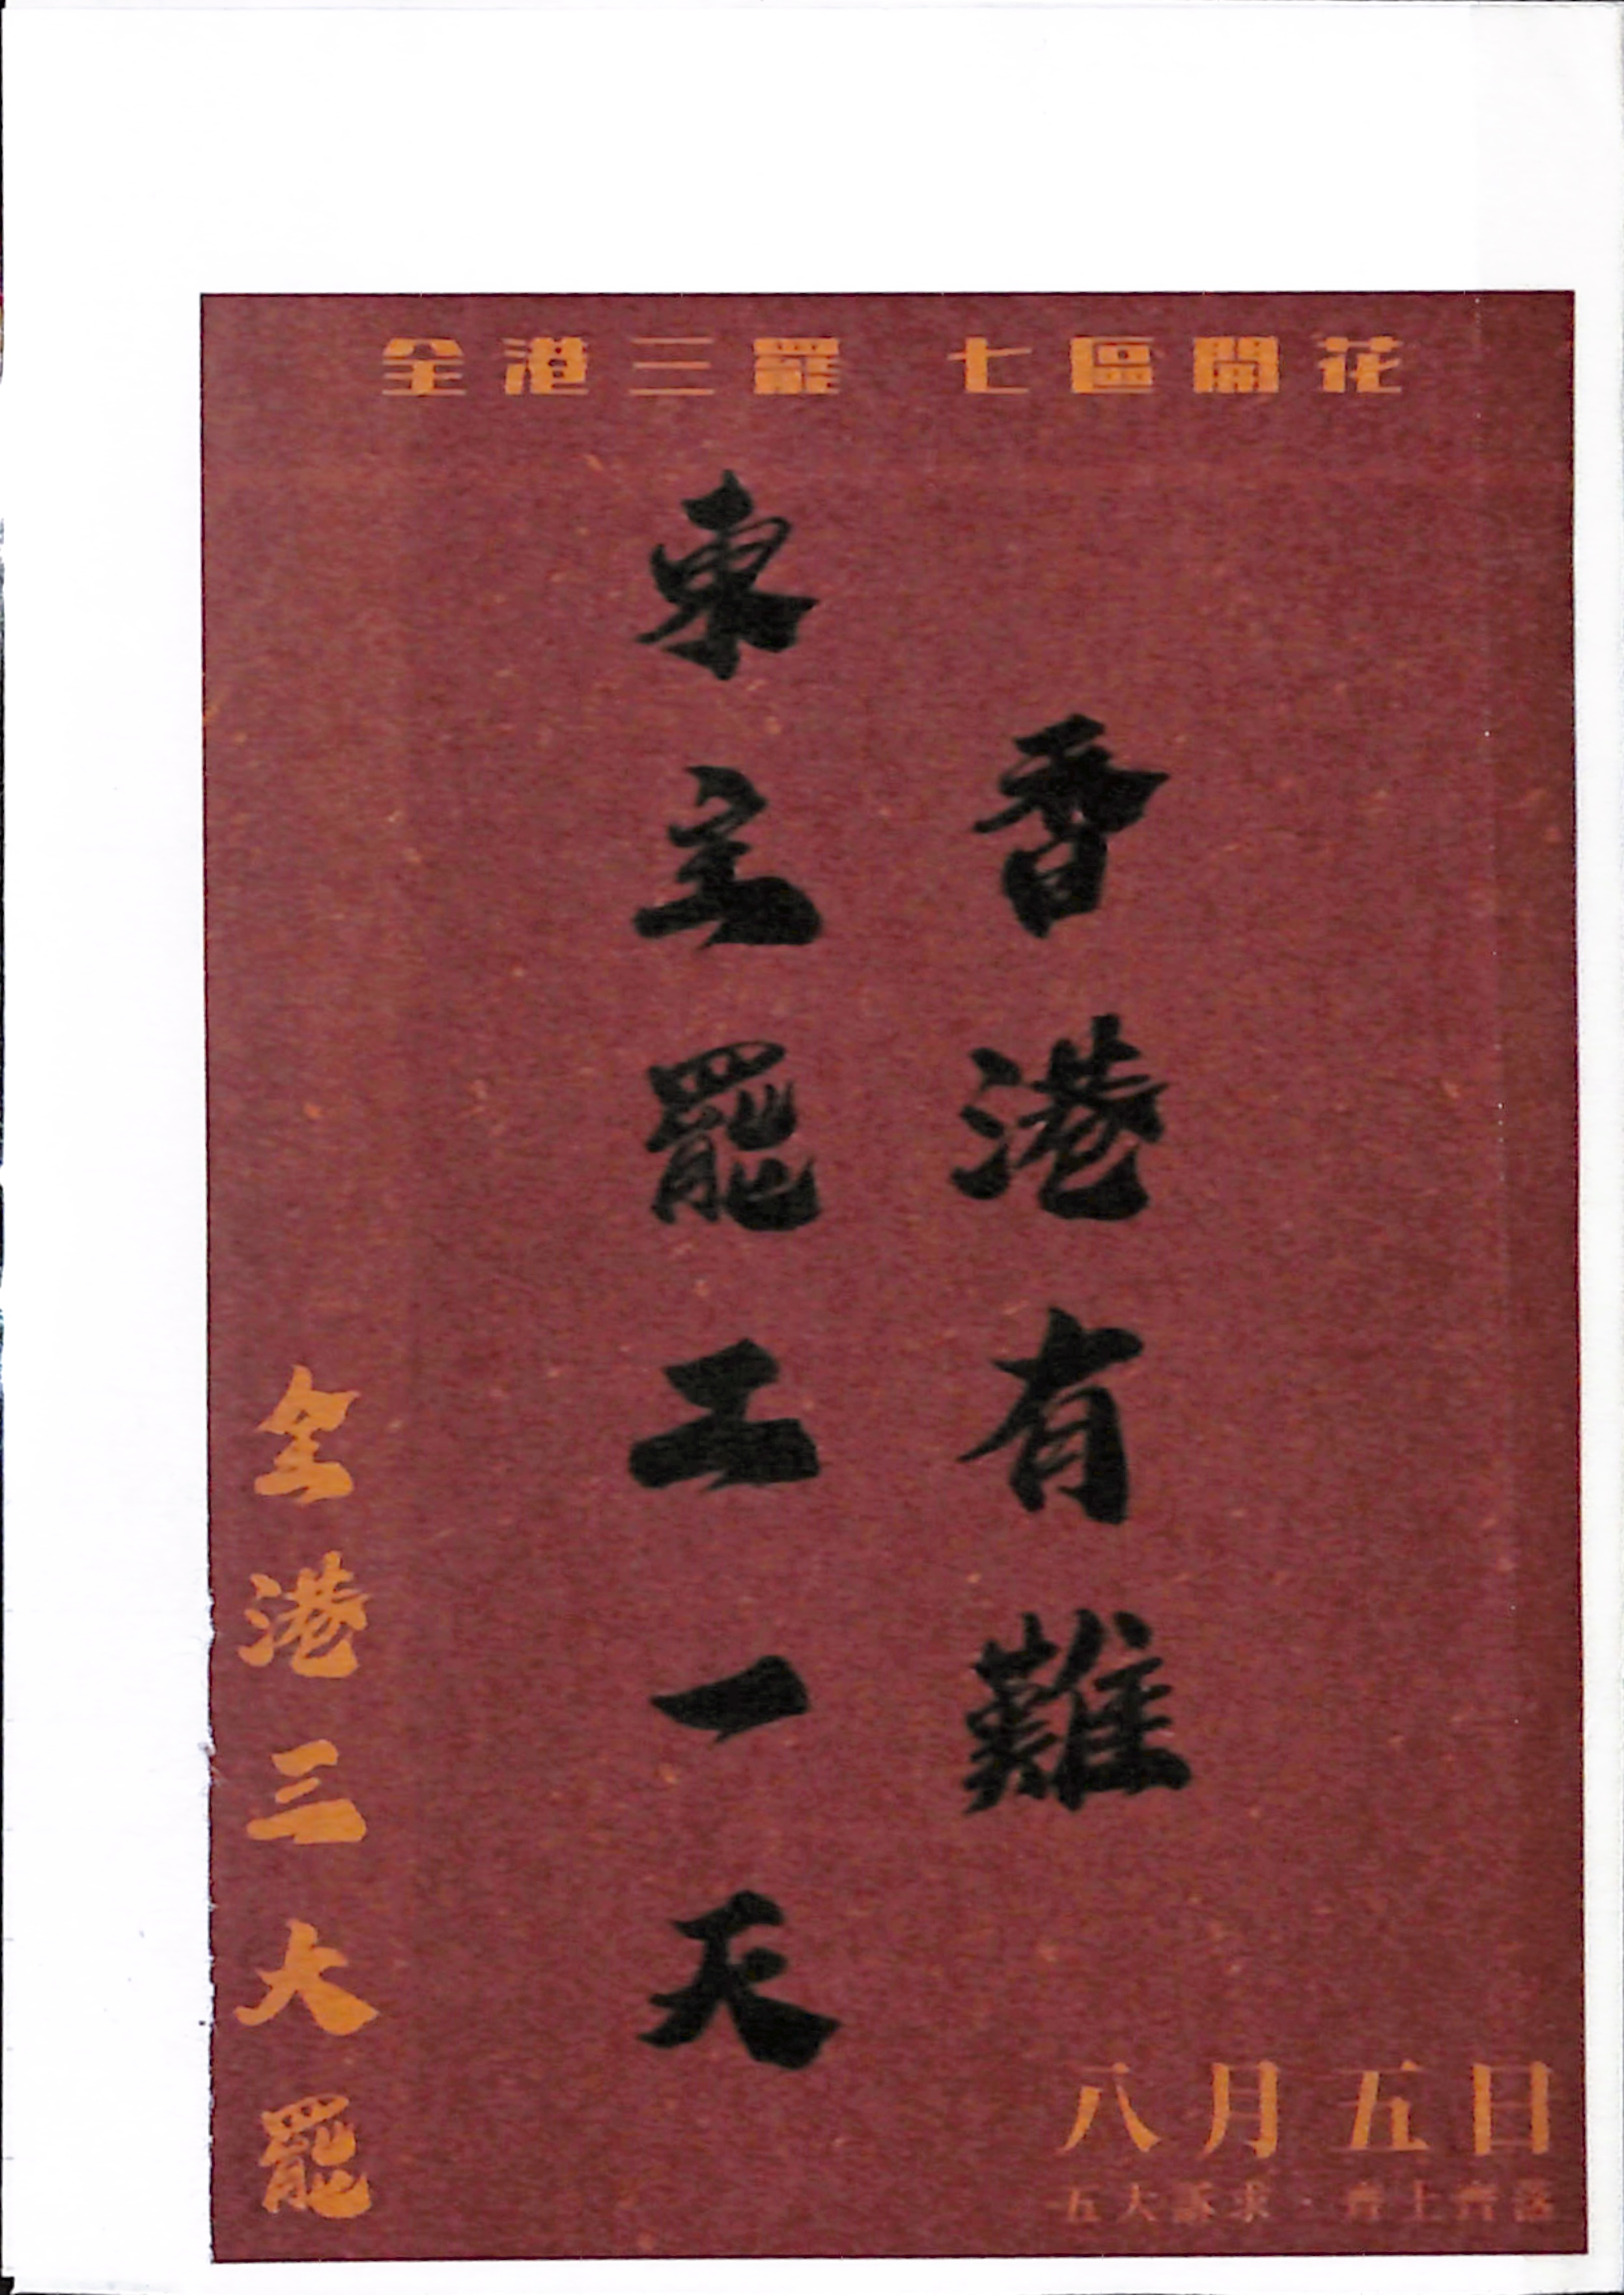 全港三罷 七區開花
香港有難
東主罷工一天
全港三大罷
八月五日
五大訴求·齊上齊落